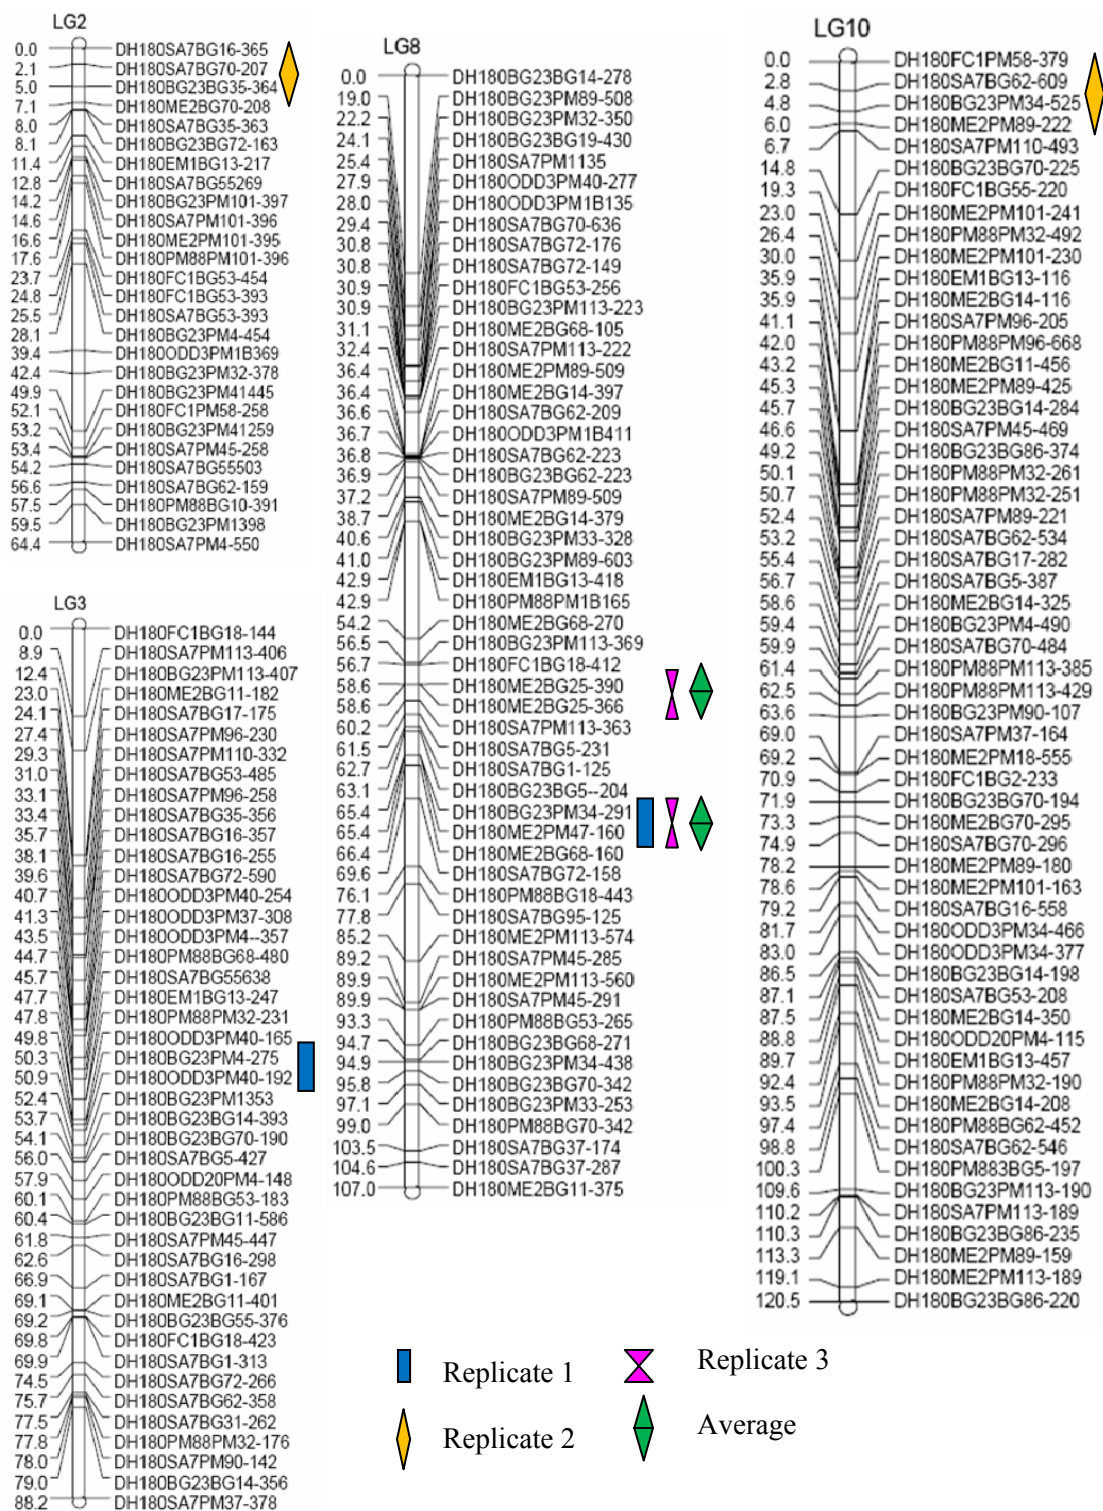 LG2
0.0 DH180SA7BG16-365
2.1 DH180SA7BG70-207
5.0 DH180BG23BG35-364
7.1 DH180ME2BG70-208
8.0 DH180SA7BG35-363
8.1 DH180BG23BG72-163
11.4 DH180EM1BG13-217
12.8 DH180SA7BG55269
14.2 DH180BG23PM101-397
14.6 DH180SA7PM101-396
16.6 DH180ME2PM101-395
17.6 DH180PM88PM101-396
23.7 DH180FC1BG53-454
24.8 DH180FC1BG53-393
25.5 DH180SA7BG53-393
28.1 DH180BG23PM4-454
39.4 DH180ODD3PM1B369
42.4 DH180BG23PM32-378
49.9 DH180BG23PM41445
52.1 DH180FC1PM58-258
53.2 DH180BG23PM41259
53.4 DH180SA7PM45-258
54.2 DH180SA7BG55503
56.6 DH180SA7BG62-159
57.5 DH180PM88BG10-391
59.5 DH180BG23PM1398
64.4 DH180SA7PM4-550
LG3
0.0 DH180FC1BG18-144
8.9 DH180SA7PM113-406
12.4 DH180BG23PM113-407
23.0 DH180ME2BG11-182
24.1 DH180SA7BG17-175
27.4 DH180SA7PM96-230
29.3 DH180SA7PM110-332
31.0 DH180SA7BG53-485
33.1 DH180SA7PM96-258
33.4 DH180SA7BG35-356
35.7 DH180SA7BG16-357
38.1 DH180SA7BG16-255
39.6 DH180SA7BG72-590
40.7 DH180ODD3PM40-254
41.3 DH180ODD3PM37-308
43.5 DH180ODD3PM4--357
44.7 DH180PM88BG68-480
45.7 DH180SA7BG55638
47.7 DH180EM1BG13-247
47.8 DH180PM88PM32-231
49.8 DH180ODD3PM40-165
50.3 DH180BG23PM4-275
50.9 DH180ODD3PM40-192
52.4 DH180BG23PM1353
53.7 DH180BG23BG14-393
54.1 DH180BG23BG70-190
56.0 DH180SA7BG5-427
57.9 DH180ODD20PM4-148
60.1 DH180PM88BG53-183
60.4 DH180BG23BG11-586
61.8 DH180SA7PM45-447
62.6 DH180SA7BG16-298
66.9 DH180SA7BG1-167
69.1 DH180ME2BG11-401
69.2 DH180BG23BG55-376
69.8 DH180FC1BG18-423
69.9 DH180SA7BG1-313
74.5 DH180SA7BG72-266
75.7 DH180SA7BG62-358
77.5 DH180SA7BG31-262
77.8 DH180PM88PM32-176
78.0 DH180SA7PM90-142
79.0 DH180BG23BG14-356
88.2 DH180SA7PM37-378
LG8
0.0 DH180BG23BG14-278
19.0 DH180BG23PM89-508
22.2 DH180BG23PM32-350
24.1 DH180BG23BG19-430
25.4 DH180SA7PM1135
27.9 DH180ODD3PM40-277
28.0 DH180ODD3PM1B135
29.4 DH180SA7BG70-636
30.8 DH180SA7BG72-176
30.8 DH180SA7BG72-149
30.9 DH180FC1BG53-256
30.9 DH180BG23PM113-223
31.1 DH180ME2BG68-105
32.4 DH180SA7PM113-222
36.4 DH180ME2PM89-509
36.4 DH180ME2BG14-397
36.6 DH180SA7BG62-209
36.7 DH180ODD3PM1B411
36.8 DH180SA7BG62-223
36.9 DH180BG23BG62-223
37.2 DH180SA7PM89-509
38.7 DH180ME2BG14-379
40.6 DH180BG23PM33-328
41.0 DH180BG23PM89-603
42.9 DH180EM1BG13-418
42.9 DH180PM88PM1B165
54.2 DH180ME2BG68-270
56.5 DH180BG23PM113-369
56.7 DH180FC1BG18-412
58.6 DH180ME2BG25-390
58.6 DH180ME2BG25-366
60.2 DH180SA7PM113-363
61.5 DH180SA7BG5-231
62.7 DH180SA7BG1-125
63.1 DH180BG23BG5--204
65.4 DH180BG23PM34-291
65.4 DH180ME2PM47-160
66.4 DH180ME2BG68-160
69.6 DH180SA7BG72-158
76.1 DH180PM88BG18-443
77.8 DH180SA7BG95-125
85.2 DH180ME2PM113-574
89.2 DH180SA7PM45-285
89.9 DH180ME2PM113-560
89.9 DH180SA7PM45-291
93.3 DH180PM88BG53-265
94.7 DH180BG23BG68-271
94.9 DH180BG23PM34-438
95.8 DH180BG23BG70-342
97.1 DH180BG23PM33-253
99.0 DH180PM88BG70-342
103.5 DH180SA7BG37-174
104.6 DH180SA7BG37-287
107.0 DH180ME2BG11-375
LG10
0.0 DH180FC1PM58-379
2.8 DH180SA7BG62-609
4.8 DH180BG23PM34-525
6.0 DH180ME2PM89-222
6.7 DH180SA7PM110-493
14.8 DH180BG23BG70-225
19.3 DH180FC1BG55-220
23.0 DH180ME2PM101-241
26.4 DH180PM88PM32-492
30.0 DH180ME2PM101-230
35.9 DH180EM1BG13-116
35.9 DH180ME2BG14-116
41.1 DH180SA7PM96-205
42.0 DH180PM88PM96-668
43.2 DH180ME2BG11-456
45.3 DH180ME2PM89-425
45.7 DH180BG23BG14-284
46.6 DH180SA7PM45-469
49.2 DH180BG23BG86-374
50.1 DH180PM88PM32-261
50.7 DH180PM88PM32-251
52.4 DH180SA7PM89-221
53.2 DH180SA7BG62-534
55.4 DH180SA7BG17-282
56.7 DH180SA7BG5-387
58.6 DH180ME2BG14-325
59.4 DH180BG23PM4-490
59.9 DH180SA7BG70-484
61.4 DH180PM88PM113-385
62.5 DH180PM88PM113-429
63.6 DH180BG23PM90-107
69.0 DH180SA7PM37-164
69.2 DH180ME2PM18-555
70.9 DH180FC1BG2-233
71.9 DH180BG23BG70-194
73.3 DH180ME2BG70-295
74.9 DH180SA7BG70-296
78.2 DH180ME2PM89-180
78.6 DH180ME2PM101-163
79.2 DH180SA7BG16-558
81.7 DH180ODD3PM34-466
83.0 DH180ODD3PM34-377
86.5 DH180BG23BG14-198
87.1 DH180SA7BG53-208
87.5 DH180ME2BG14-350
88.8 DH180ODD20PM4-115
89.7 DH180EM1BG13-457
92.4 DH180PM88PM32-190
93.5 DH180ME2BG14-208
97.4 DH180PM88BG62-452
98.8 DH180SA7BG62-546
100.3 DH180PM883BG5-197
109.6 DH180BG23PM113-190
110.2 DH180SA7PM113-189
110.3 DH180BG23BG86-235
113.3 DH180ME2PM89-159
119.1 DH180ME2PM113-189
120.5 DH180BG23BG86-220
Replicate 1
Replicate 3
Replicate 2
Average